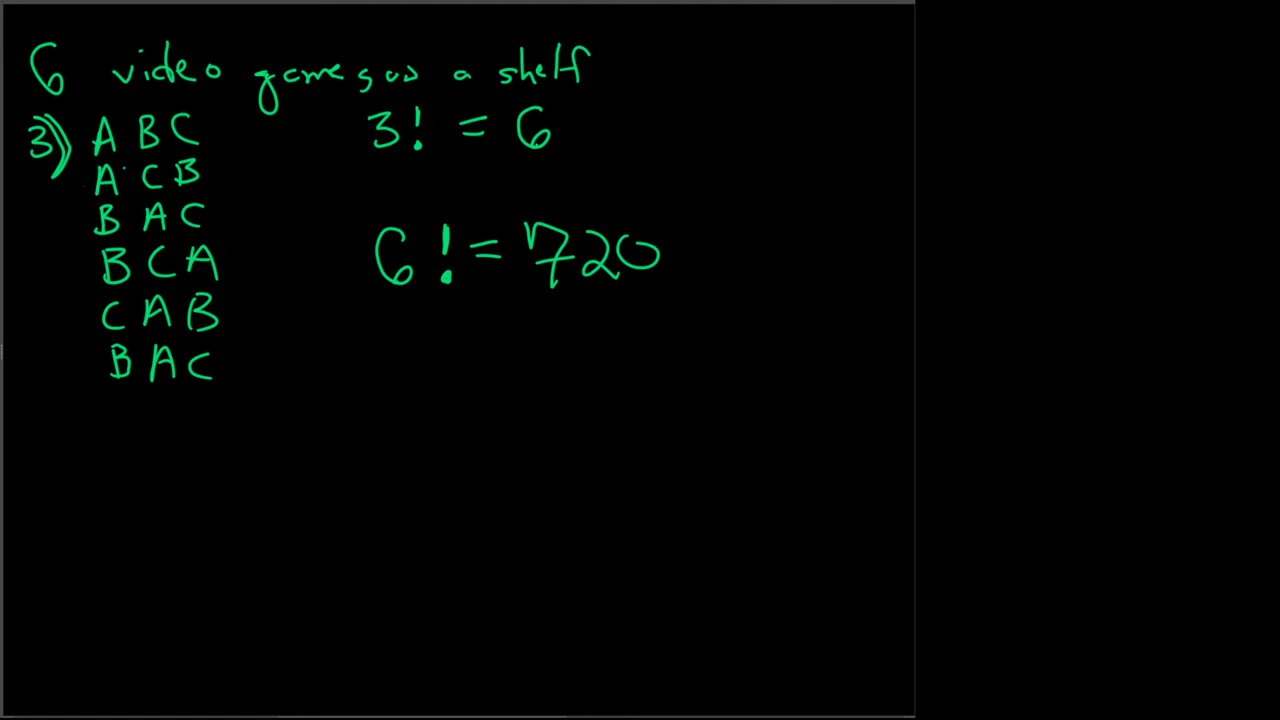 6 video games on a shelf
3) A B C
A C B
B A C
B C A
C A B
B A C
3! = 6
6! = 720